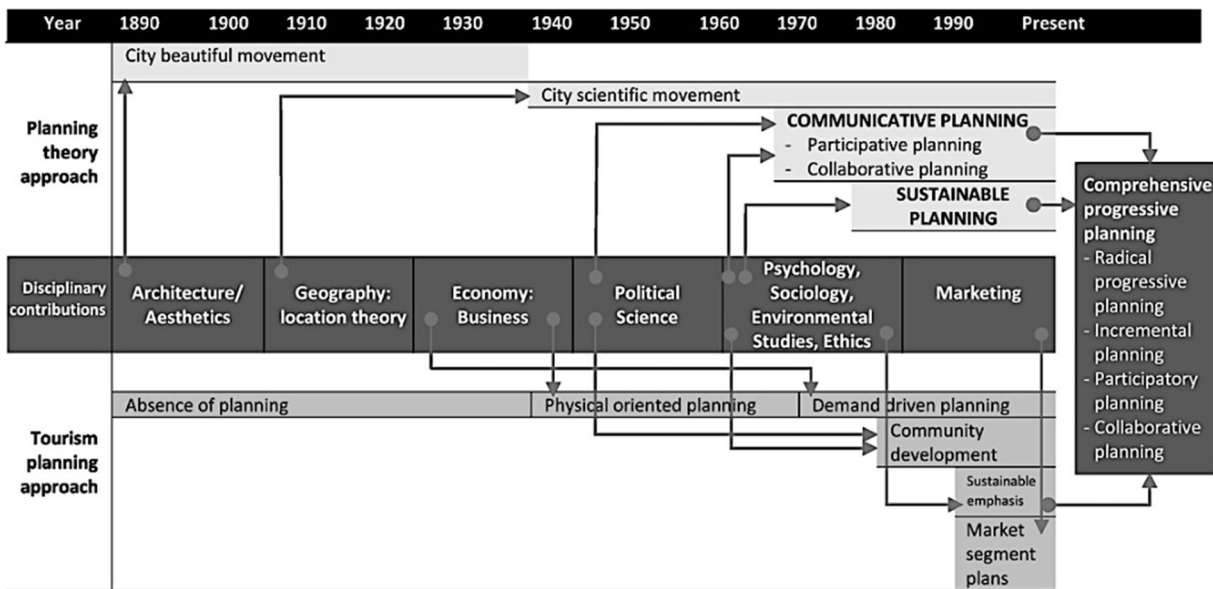 Year 1890 1900 1910 1920 1930 1940 1950 1960 1970 1980 1990 Present
City beautiful movement
City scientific movement
Planning
theory
approach
COMMUNICATIVE PLANNING
- Participative planning
- Collaborative planning
SUSTAINABLE
PLANNING
Disciplinary
contributions
Architecture/
Aesthetics
Geography:
location theory
Economy:
Business
Political
Science
Psychology,
Sociology,
Environmental
Studies, Ethics
Marketing
Comprehensive
progressive
planning
- Radical
progressive
planning
- Incremental
planning
- Participatory
planning
- Collaborative
planning
Tourism
planning
approach
Absence of planning
Physical oriented planning
Demand driven planning
Community
development
Sustainable
emphasis
Market
segment
plans